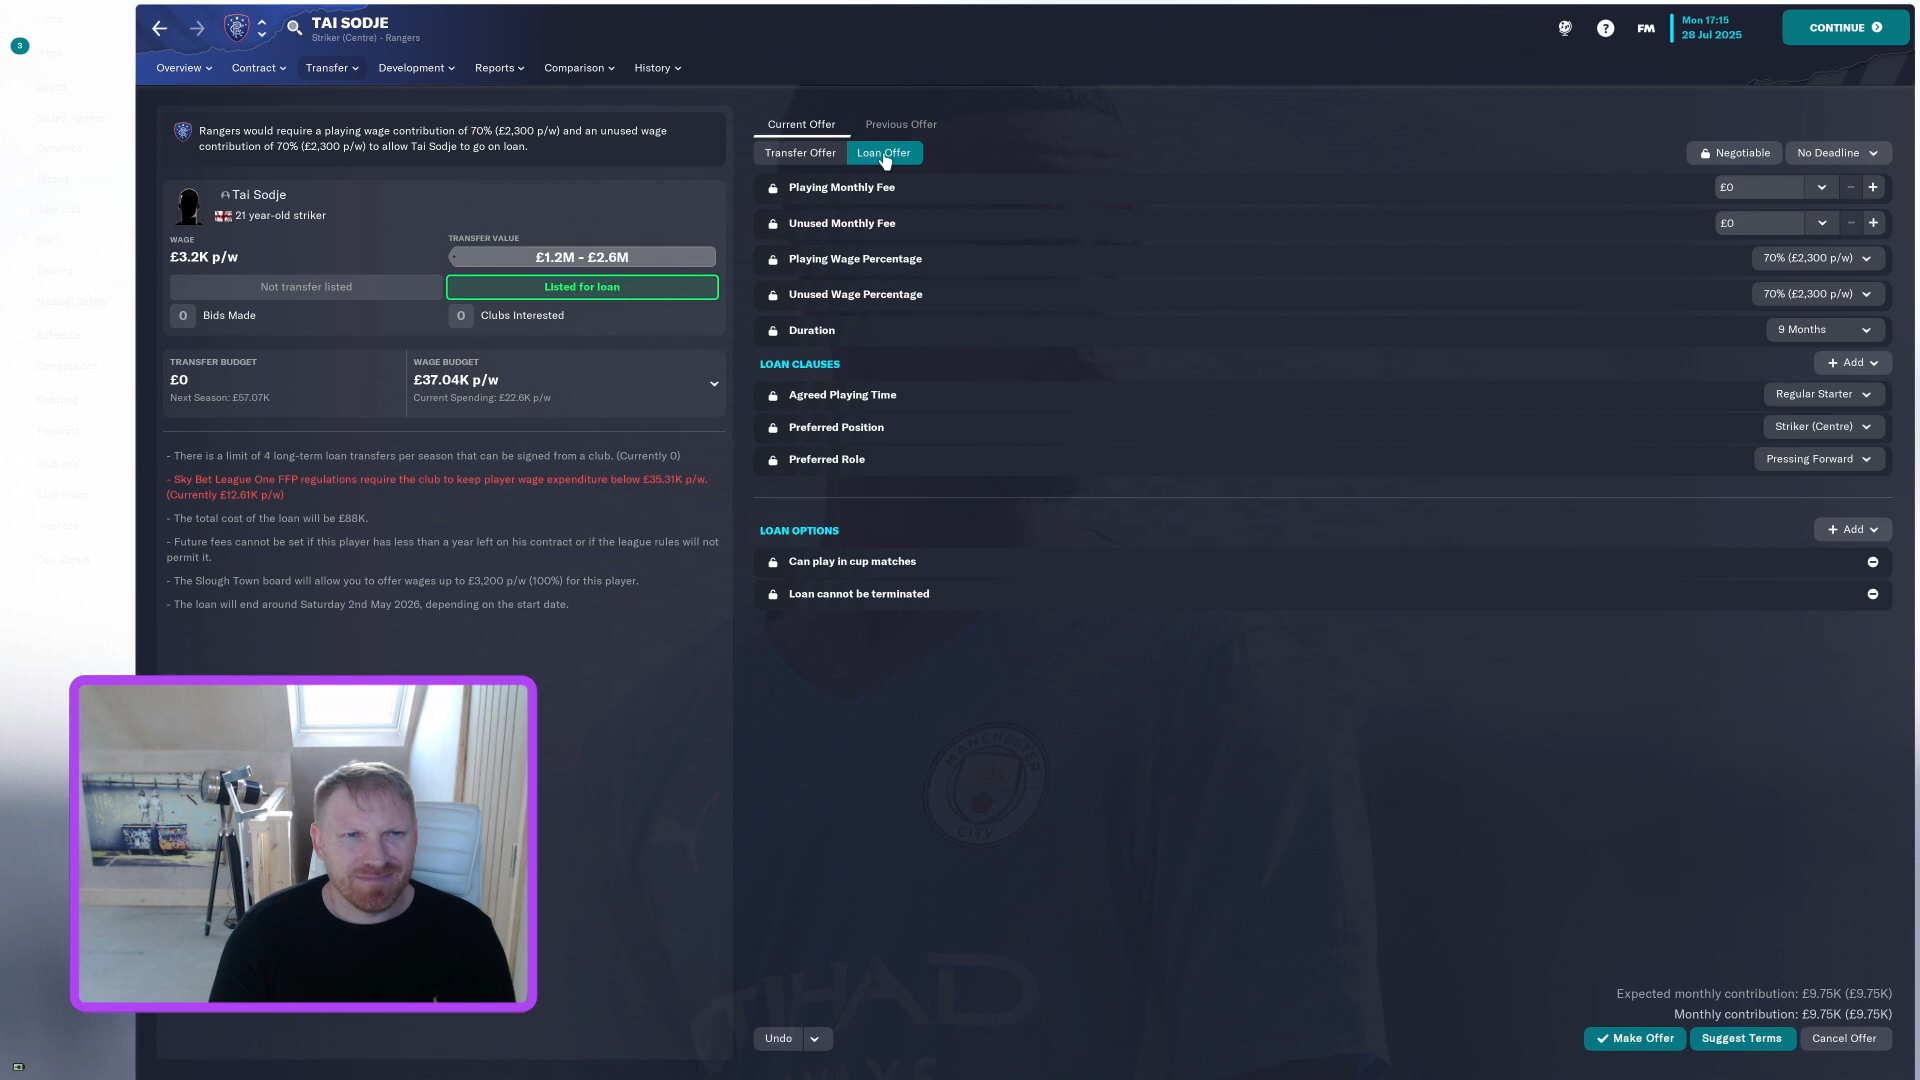 3
TAI SODJE
Striker (Centre) - Rangers
FM
Mon 17:15
28 Jul 2025
CONTINUE
Overview
Contract
Transfer
Development
Reports
Comparison
History
Rangers would require a playing wage contribution of 70% (£2,300 p/w) and an unused wage
contribution of 70% (£2,300 p/w) to allow Tai Sodje to go on loan.
Tai Sodje
21 year-old striker
WAGE
£3.2K p/w
TRANSFER VALUE
£1.2M - £2.6M
Not transfer listed
Listed for loan
0 Bids Made
0 Clubs Interested
TRANSFER BUDGET
£0
Next Season: £57.07K
WAGE BUDGET
£37.04K p/w
Current Spending: £22.6K p/w
- There is a limit of 4 long-term loan transfers per season that can be signed from a club. (Currently 0)
- Sky Bet League One FFP regulations require the club to keep player wage expenditure below £35.31K p/w.
(Currently £12.61K p/w)
- The total cost of the loan will be £88K.
- Future fees cannot be set if this player has less than a year left on his contract or if the league rules will not
permit it.
- The Slough Town board will allow you to offer wages up to £3,200 p/w (100%) for this player.
- The loan will end around Saturday 2nd May 2026, depending on the start date.
Current Offer
Previous Offer
Transfer Offer
Loan Offer
Negotiable
No Deadline
Playing Monthly Fee
£0
Unused Monthly Fee
£0
Playing Wage Percentage
70% (£2,300 p/w)
Unused Wage Percentage
70% (£2,300 p/w)
Duration
9 Months
LOAN CLAUSES
+ Add
Agreed Playing Time
Regular Starter
Preferred Position
Striker (Centre)
Preferred Role
Pressing Forward
LOAN OPTIONS
+ Add
Can play in cup matches
Loan cannot be terminated
MANCHESTER
CITY
Expected monthly contribution: £9.75K (£9.75K)
Monthly contribution: £9.75K (£9.75K)
Undo
Make Offer
Suggest Terms
Cancel Offer